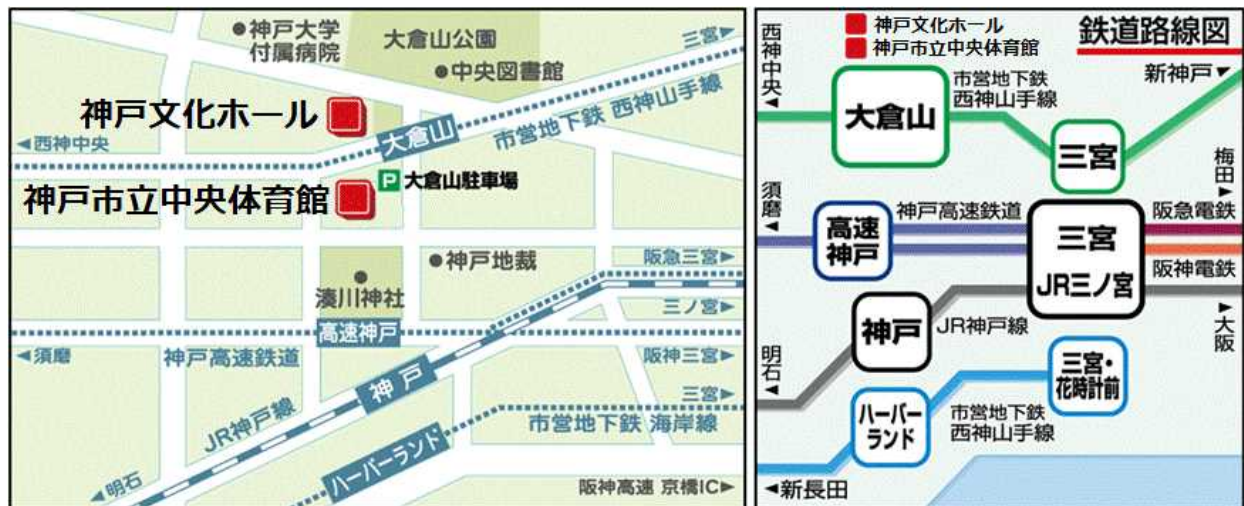 神戸大学
付属病院
大倉山公園
中央図書館
三宮▶
神戸文化ホール
大倉山
市営地下鉄 西神山手線
◀西神中央
P 大倉山駐車場
神戸市立中央体育館
神戸地裁
阪急三宮▶
湊川神社
三ノ宮▶
高速神戸
◀須磨
神戸高速鉄道
阪神三宮▶
神戸
JR神戸線
三宮▶
市営地下鉄 海岸線
ハーバーランド
◀明石
阪神高速 京橋IC▶
神戸文化ホール
神戸市立中央体育館
鉄道路線図
西神中央
市営地下鉄
西神山手線
新神戸
大倉山
三宮
梅田
須磨
神戸高速鉄道
阪急電鉄
高速
神戸
三宮
JR三ノ宮
阪神電鉄
神戸
JR神戸線
大阪
明石
三宮・
花時計前
ハーバー
ランド
市営地下鉄
西神山手線
◀新長田